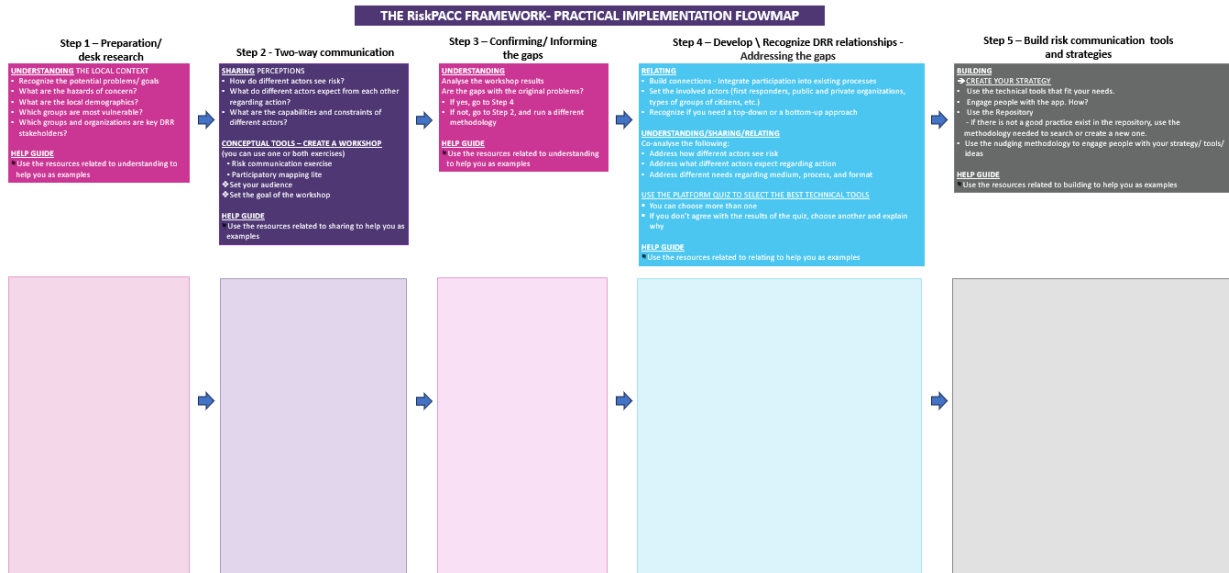 THE RiskPACC FRAMEWORK- PRACTICAL IMPLEMENTATION FLOWMAP
Step 1 – Preparation/
desk research
UNDERSTANDING THE LOCAL CONTEXT
• Recognize the potential problems/ goals
• What are the hazards of concern?
• What are the local demographics?
• Which groups are most vulnerable?
• Which groups and organizations are key DRR
stakeholders?
HELP GUIDE
*Use the resources related to understanding to
help you as examples
Step 2 - Two-way communication
SHARING PERCEPTIONS
• How do different actors see risk?
• What do different actors expect from each other
regarding action?
• What are the capabilities and constraints of
different actors?
CONCEPTUAL TOOLS – CREATE A WORKSHOP
(you can use one or both exercises)
• Risk communication exercise
• Participatory mapping lite
❖Set your audience
❖Set the goal of the workshop
HELP GUIDE
*Use the resources related to sharing to help you as
examples
Step 3 – Confirming/ Informing
the gaps
UNDERSTANDING
Analyse the workshop results
Are the gaps with the original problems?
• If yes, go to Step 4
• If not, go to Step 2, and run a different
methodology
HELP GUIDE
*Use the resources related to understanding
to help you as examples
Step 4 – Develop \ Recognize DRR relationships -
Addressing the gaps
RELATING
• Build connections - Integrate participation into existing processes
• Set the involved actors (first responders, public and private organizations,
types of groups of citizens, etc.)
• Recognize if you need a top-down or a bottom-up approach
UNDERSTANDING/SHARING/RELATING
Co-analyse the following:
• Address how different actors see risk
• Address what different actors expect regarding action
• Address different needs regarding medium, process, and format
USE THE PLATFORM QUIZ TO SELECT THE BEST TECHNICAL TOOLS
• You can choose more than one
• If you don't agree with the results of the quiz, choose another and explain
why
HELP GUIDE
*Use the resources related to relating to help you as examples
Step 5 – Build risk communication tools
and strategies
BUILDING
➔CREATE YOUR STRATEGY
• Use the technical tools that fit your needs.
• Engage people with the app. How?
• Use the Repository
- If there is not a good practice exist in the repository, use the
methodology needed to search or create a new one.
• Use the nudging methodology to engage people with your strategy/ tools/
ideas
HELP GUIDE
*Use the resources related to building to help you as examples